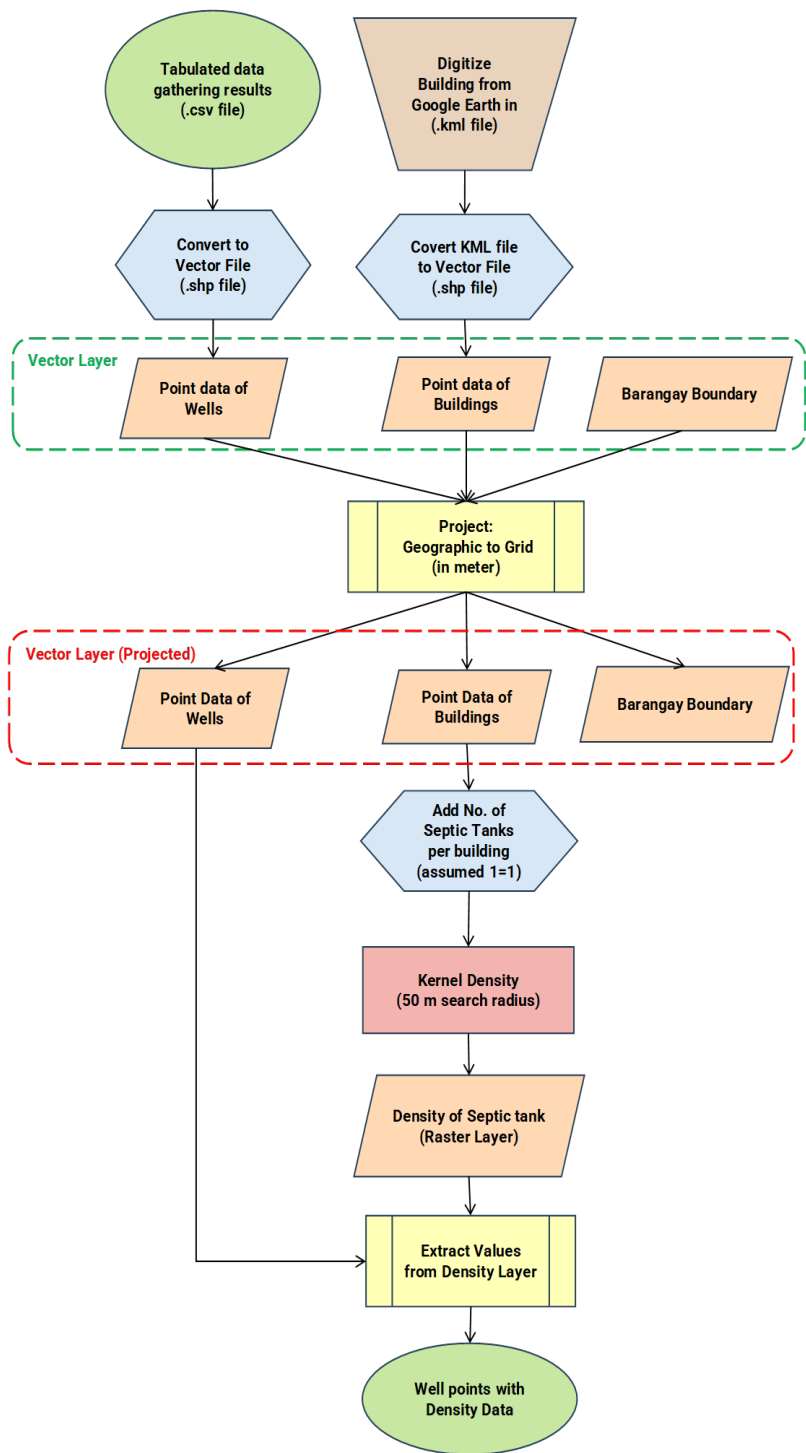 Tabulated data
gathering results
(.csv file)
Digitize
Building from
Google Earth in
(.kml file)
Convert to
Vector File
(.shp file)
Covert KML file
to Vector File
(.shp file)
Vector Layer
Point data of
Wells
Point data of
Buildings
Barangay Boundary
Project:
Geographic to Grid
(in meter)
Vector Layer (Projected)
Point Data of
Wells
Point Data of
Buildings
Barangay Boundary
Add No. of
Septic Tanks
per building
(assumed 1=1)
Kernel Density
(50 m search radius)
Density of Septic tank
(Raster Layer)
Extract Values
from Density Layer
Well points with
Density Data